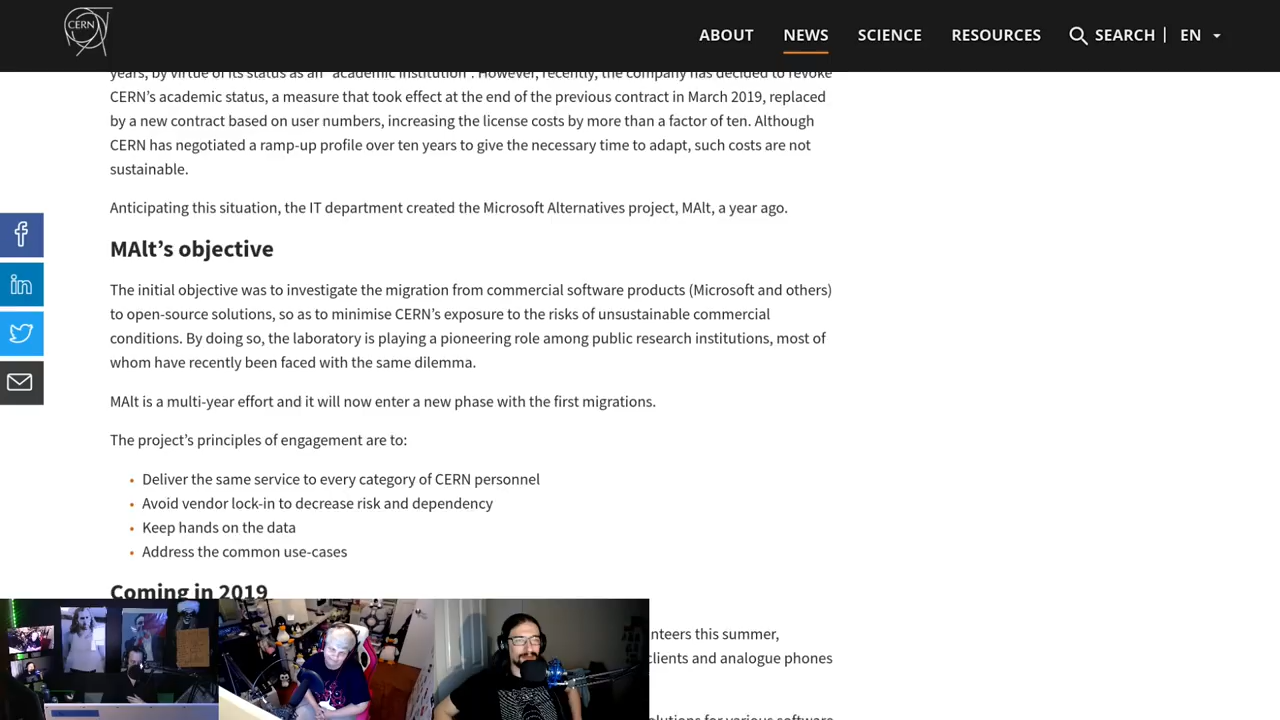 CERN
ABOUT NEWS SCIENCE RESOURCES SEARCH | EN
years, by virtue of its status as an "academic institution". However, recently, the company has decided to revoke
CERN's academic status, a measure that took effect at the end of the previous contract in March 2019, replaced
by a new contract based on user numbers, increasing the license costs by more than a factor of ten. Although
CERN has negotiated a ramp-up profile over ten years to give the necessary time to adapt, such costs are not
sustainable.
Anticipating this situation, the IT department created the Microsoft Alternatives project, MAlt, a year ago.
MAlt's objective
The initial objective was to investigate the migration from commercial software products (Microsoft and others)
to open-source solutions, so as to minimise CERN's exposure to the risks of unsustainable commercial
conditions. By doing so, the laboratory is playing a pioneering role among public research institutions, most of
whom have recently been faced with the same dilemma.
MAlt is a multi-year effort and it will now enter a new phase with the first migrations.
The project's principles of engagement are to:
• Deliver the same service to every category of CERN personnel
• Avoid vendor lock-in to decrease risk and dependency
• Keep hands on the data
• Address the common use-cases
Coming in 2019
nteers this summer,
clients and analogue phones
olutions for various software